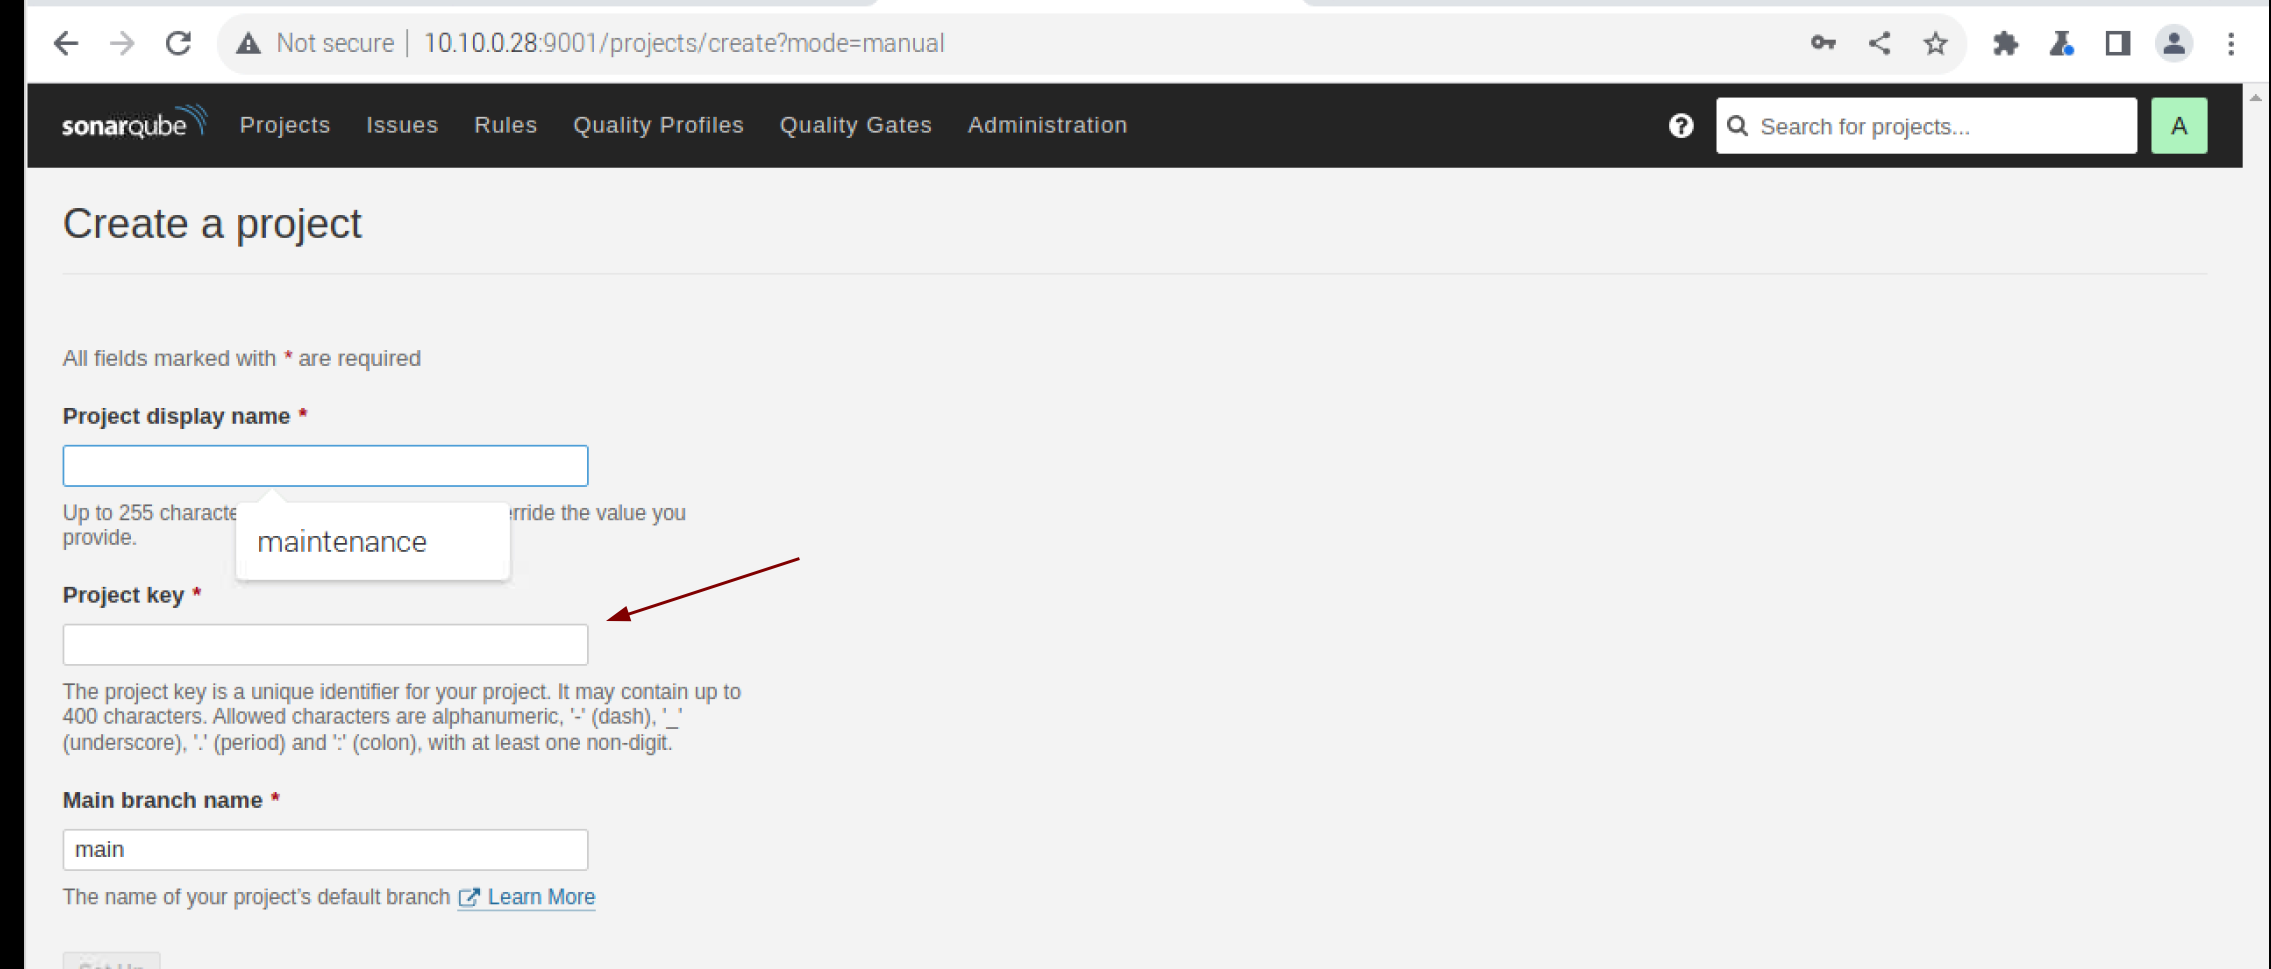 Not secure | 10.10.0.28:9001/projects/create?mode=manual
sonarqube Projects Issues Rules Quality Profiles Quality Gates Administration ? Search for projects... A
Create a project
All fields marked with * are required
Project display name *
Up to 255 characte
erride the value you
provide.
maintenance
Project key *
The project key is a unique identifier for your project. It may contain up to
400 characters. Allowed characters are alphanumeric, '-' (dash), '_'
(underscore), '.' (period) and ':' (colon), with at least one non-digit.
Main branch name *
main
The name of your project's default branch Learn More
Set Up